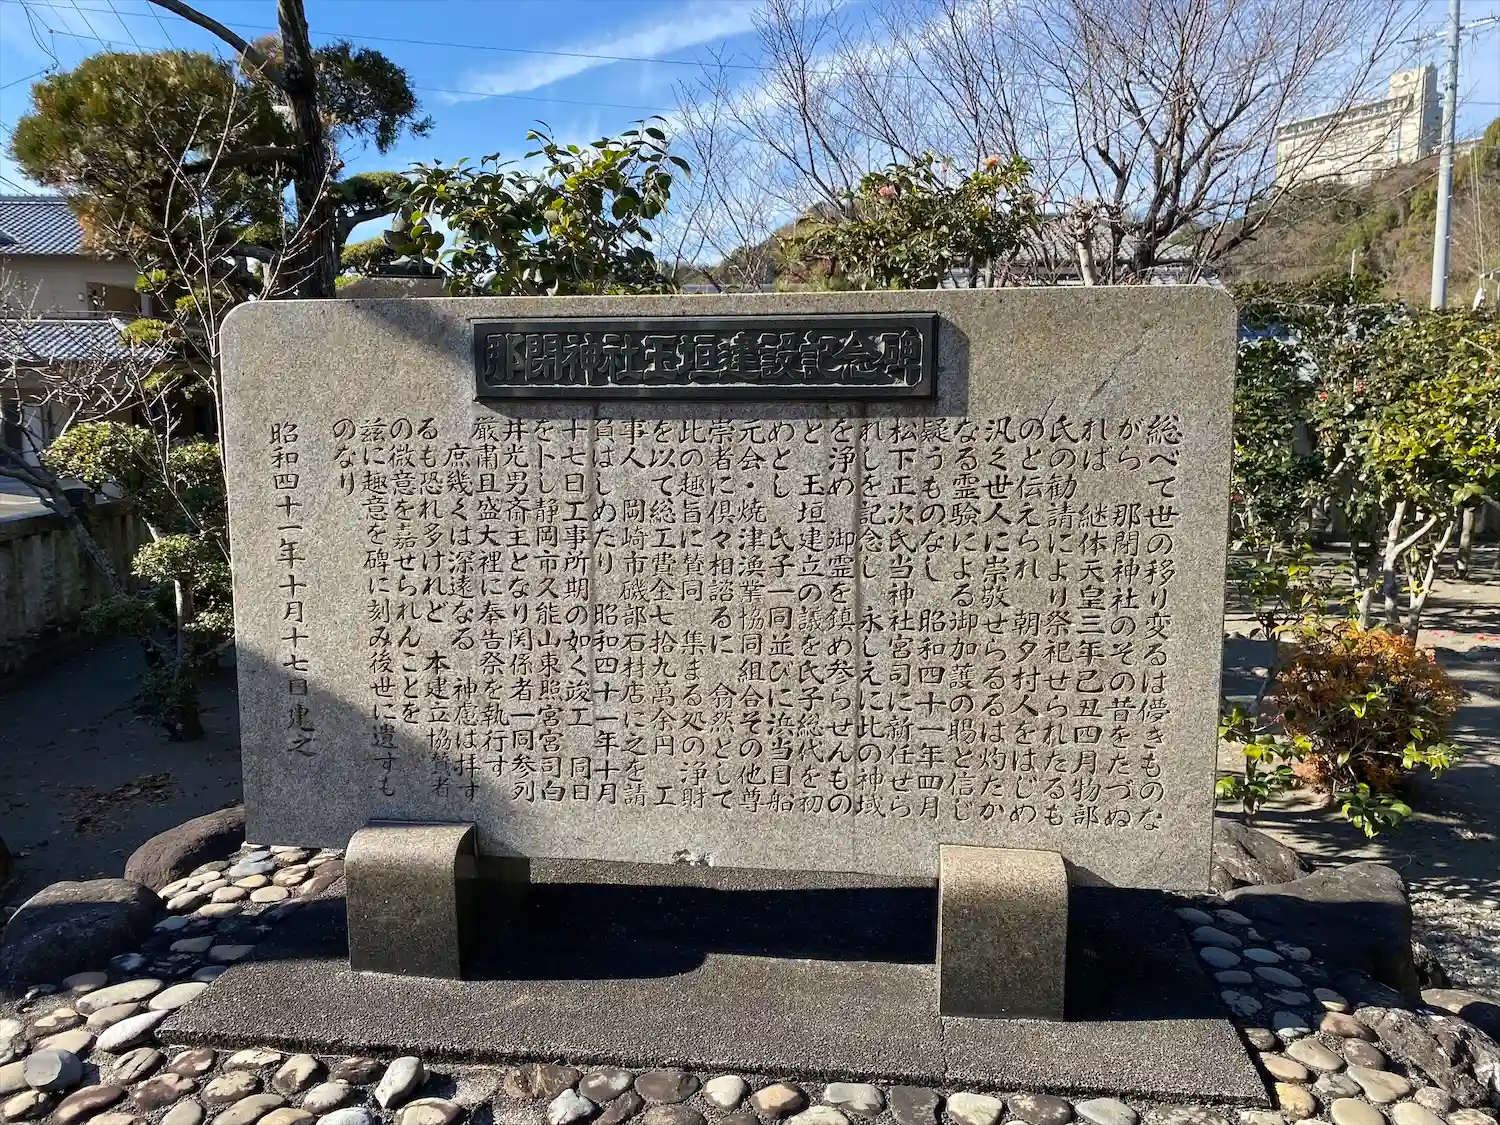 那閉神社玉垣建設記念碑
総べて世の移り変るは儚きものな
がら　那閉神社のその昔をたづぬ
れば　継体天皇三年己丑四月物部
氏の勧請により祭祀せられたるも
のと伝えられ　朝夕村人をはじめ
汎く世人に崇敬せらるるは灼たか
なる霊験による御加護の賜と信じ
疑うものなし　昭和四十一年四月
松下正次氏当神社宮司に新任せら
れしを記念し　永しえに此の神域
を浄め　御霊を鎮め参らせんもの
と　玉垣建立の議を氏子総代を初
めとし　氏子一同並びに浜当目船
元会・焼津漁業協同組合その他尊
崇者に倶々相謟るに　翕然として
此の趣旨に賛同　集まる処の浄財
を以て総工費金七拾九萬余円　工
事人　岡崎市磯部石材店に之を請
負はしめたり　昭和四十一年十月
十七日工事所期の如く竣工　同日
をトし静岡市久能山東照宮宮司白
井光男斎王となり関係者一同参列
厳粛且盛大裡に奉告祭を執行す
庶幾くは深遠なる　神慮は拝す
るも恐れ多けれど　本建立協賛者
の微意を嘉せられんことを
茲に趣意を碑に刻み後世に遺すも
のなり
昭和四十一年十月十七日建之